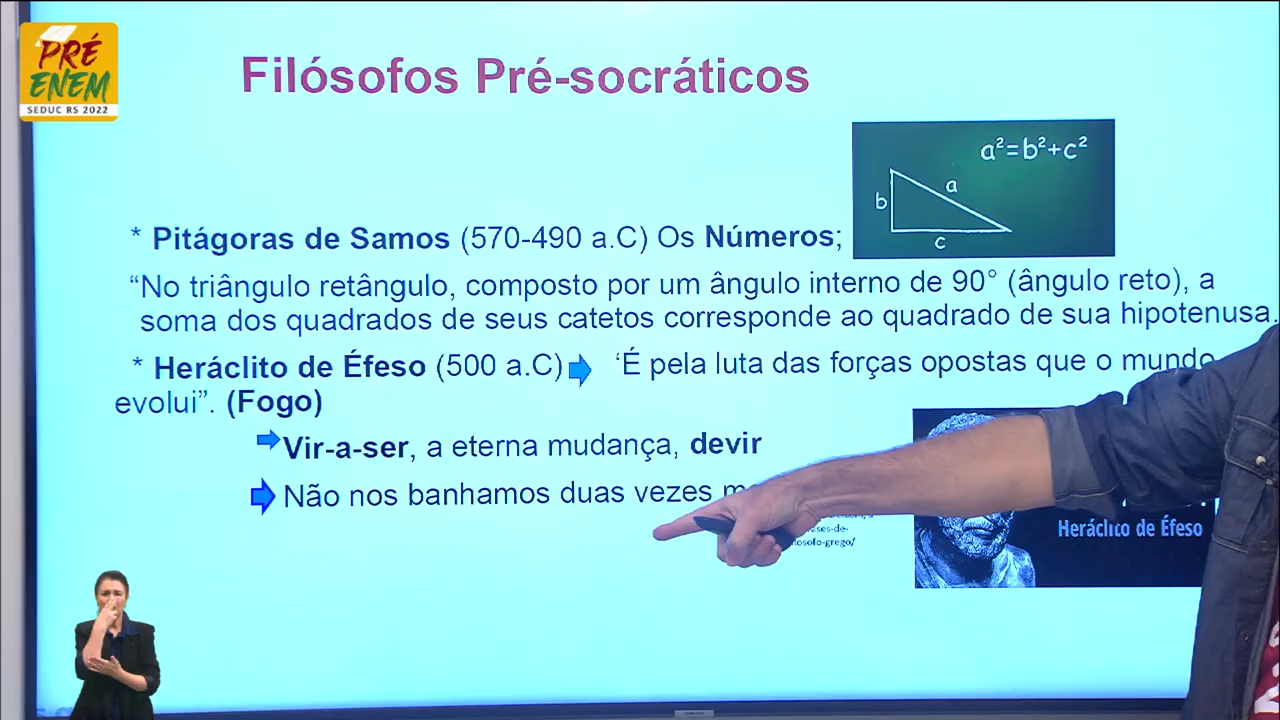 PRÉ
ENEM
SEDUC RS 2022
Filósofos Pré-socráticos
a²=b²+c²
b
a
c
* Pitágoras de Samos (570-490 a.C) Os Números;
“No triângulo retângulo, composto por um ângulo interno de 90° (ângulo reto), a
soma dos quadrados de seus catetos corresponde ao quadrado de sua hipotenusa.
* Heráclito de Éfeso (500 a.C) ‘É pela luta das forças opostas que o mundo
evolui”. (Fogo)
Vir-a-ser, a eterna mudança, devir
Não nos banhamos duas vezes
Heráclito de Éfeso